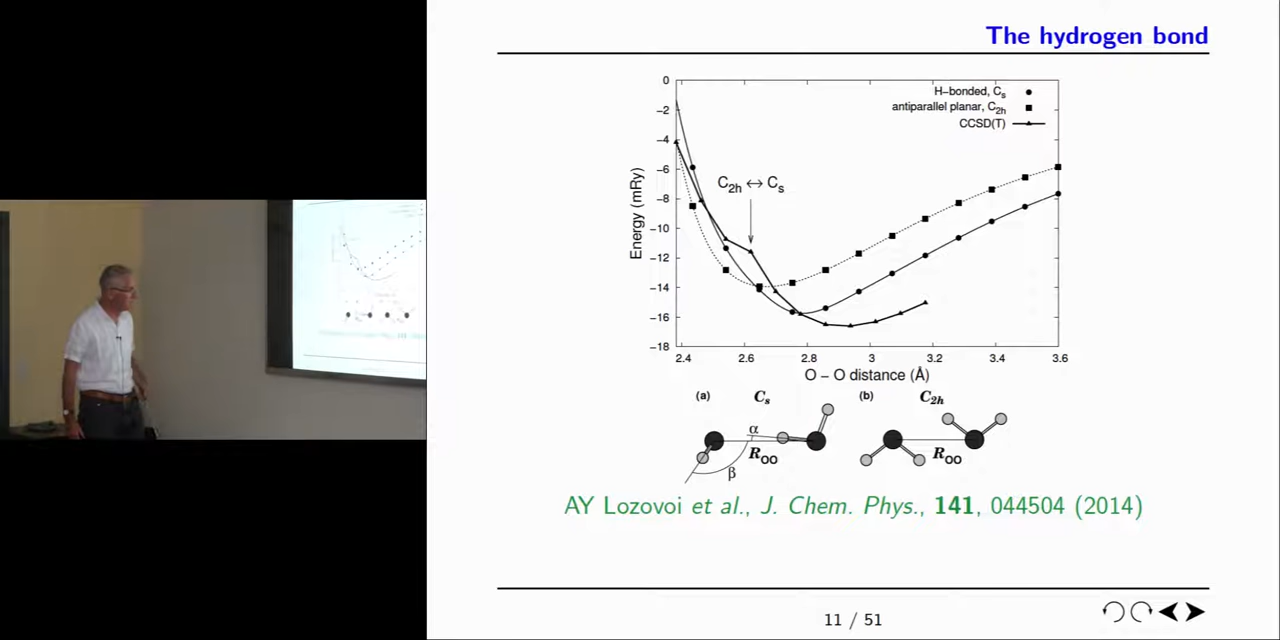 The hydrogen bond
0
−2
−4
−6
−8
−10
−12
−14
−16
−18
Energy (mRy)
H−bonded, Cs
antiparallel planar, C2h
CCSD(T)
C2h ↔ Cs
2.4 2.6 2.8 3 3.2 3.4 3.6
O − O distance (Å)
(a) Cs (b) C2h
α
ROO ROO
β
AY Lozovoi et al., J. Chem. Phys., 141, 044504 (2014)
11 / 51